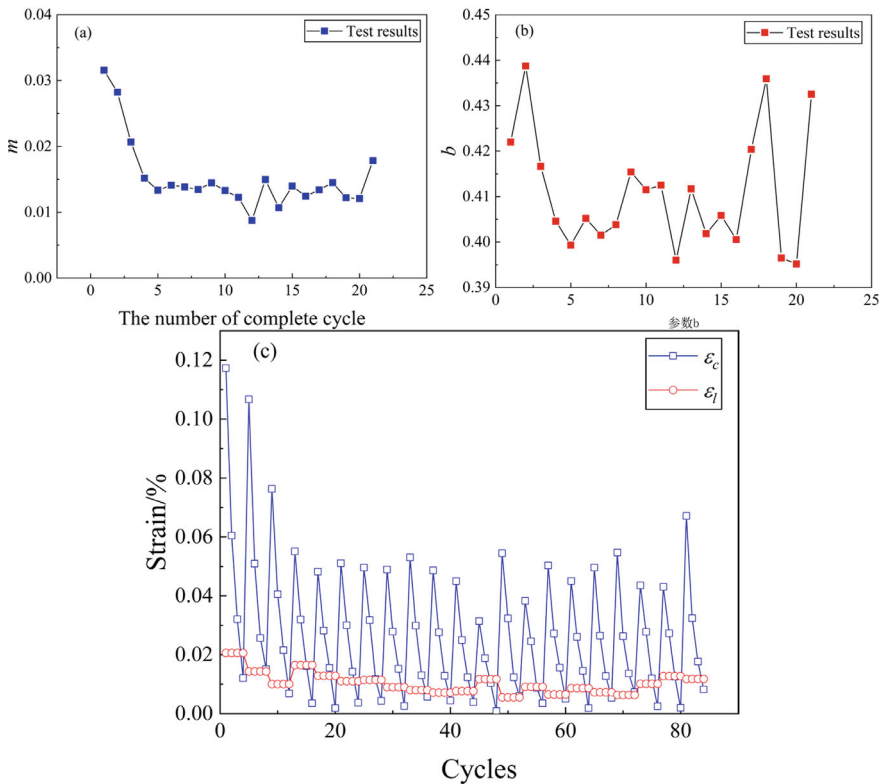 0.04
(a)
Test results
0.03
0.02
0.01
0.00
m
0
5
10
15
20
25
The number of complete cycle
0.45
(b)
Test results
0.44
0.43
0.42
0.41
0.40
0.39
b
0
5
10
15
20
25
参数b
0.12
(c)
εc
εl
0.10
0.08
0.06
0.04
0.02
0.00
Strain/%
0
20
40
60
80
Cycles